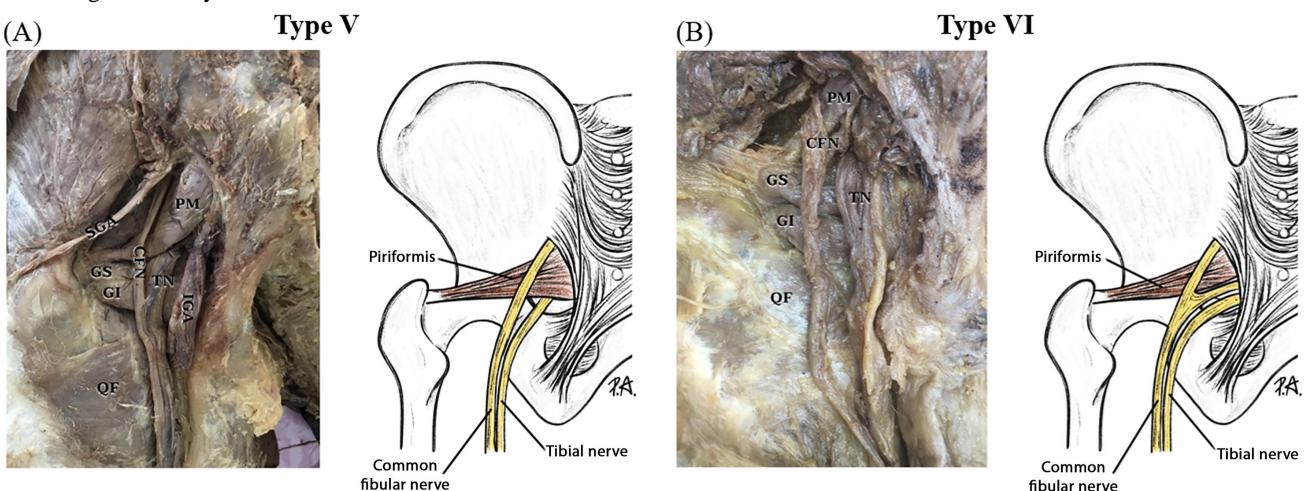 (A)
Type V
PM
SGA
CFN
GS
TN
GI
IGA
QF
Piriformis
P.A.
Tibial nerve
Common
fibular nerve
(B)
Type VI
PM
CFN
GS
TN
GI
QF
Piriformis
P.A.
Tibial nerve
Common
fibular nerve